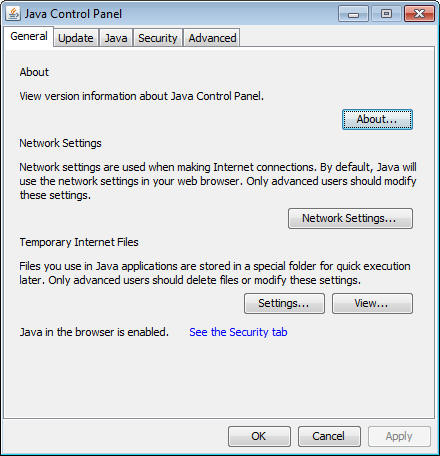 Java Control Panel
General Update Java Security Advanced
About
View version information about Java Control Panel.
About...
Network Settings
Network settings are used when making Internet connections. By default, Java will
use the network settings in your web browser. Only advanced users should modify
these settings.
Network Settings...
Temporary Internet Files
Files you use in Java applications are stored in a special folder for quick execution
later. Only advanced users should delete files or modify these settings.
Settings... View...
Java in the browser is enabled. See the Security tab
OK Cancel Apply